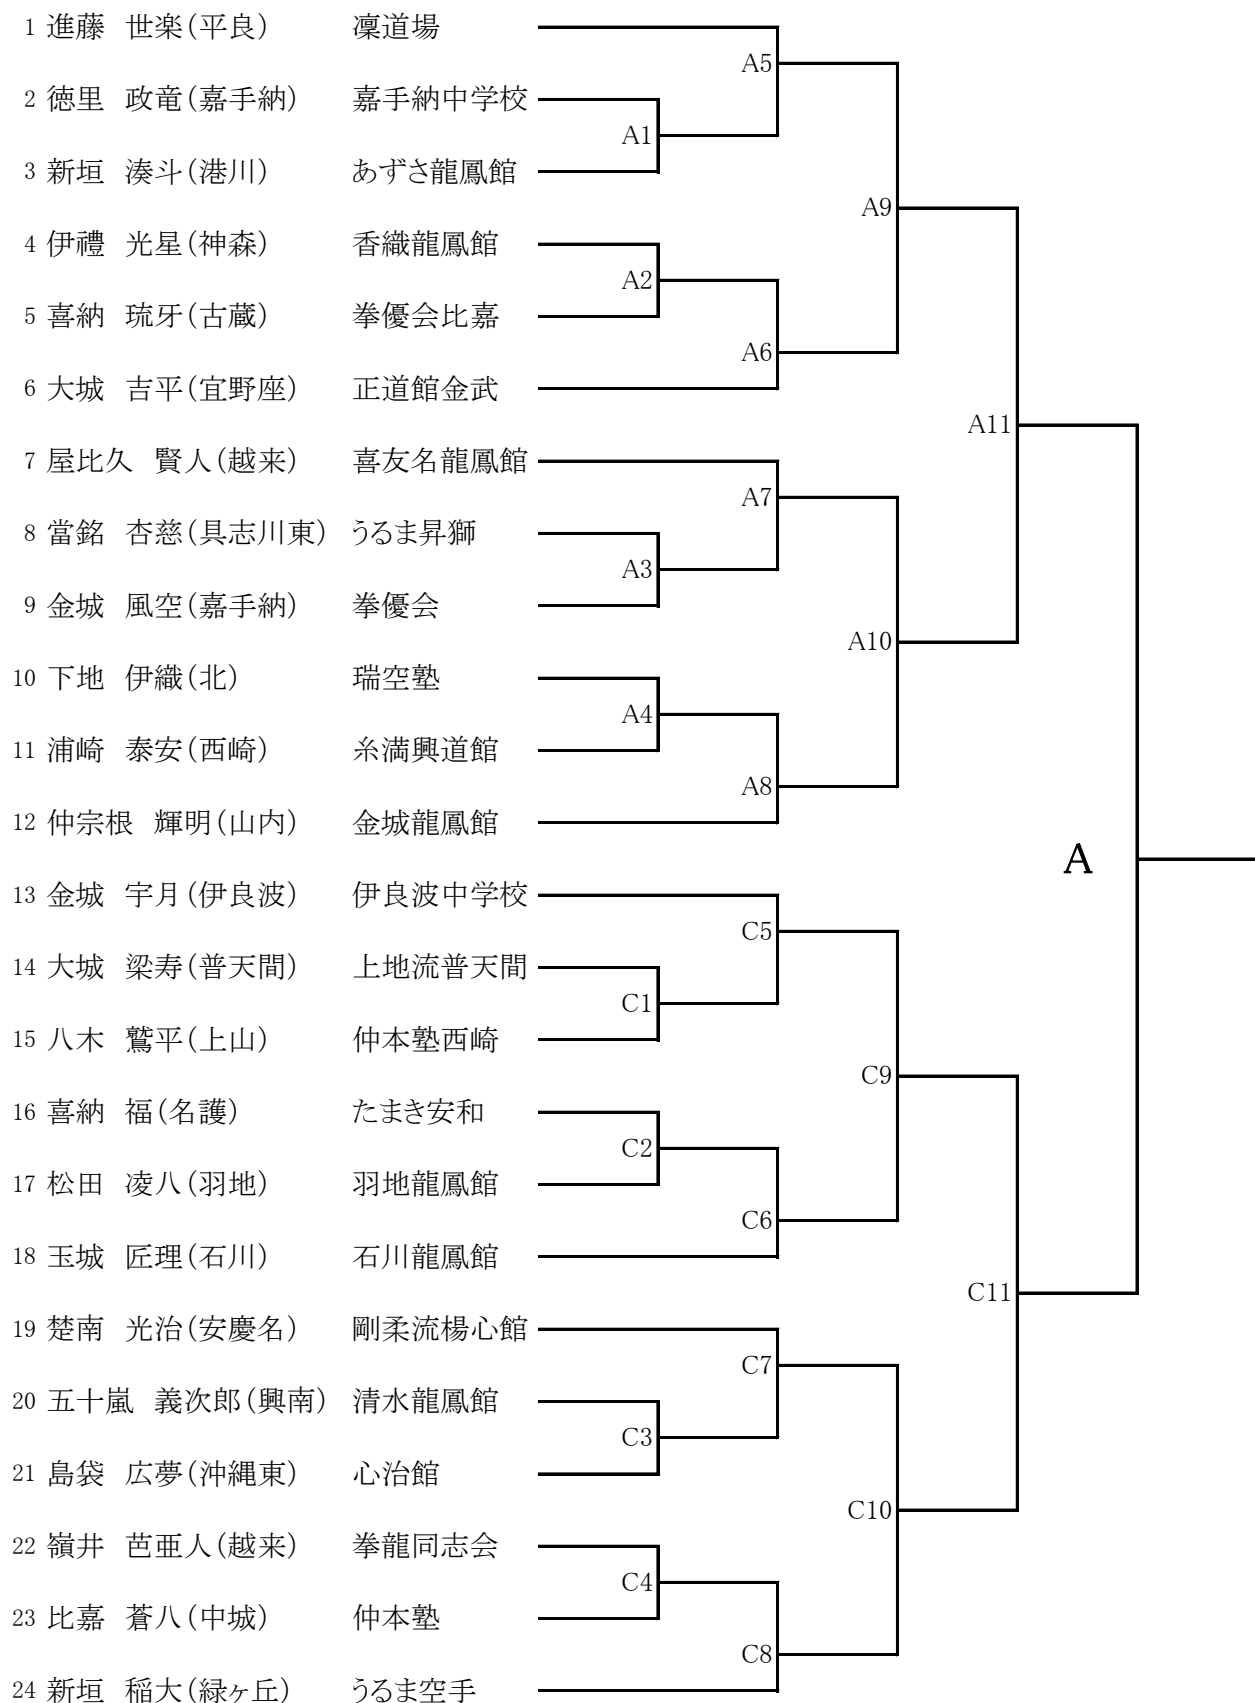 1 進藤 世楽(平良) 凜道場
A5
2 徳里 政竜(嘉手納) 嘉手納中学校
A1
3 新垣 湊斗(港川) あずさ龍鳳館
A9
4 伊禮 光星(神森) 香織龍鳳館
A2
5 喜納 琉牙(古蔵) 拳優会比嘉
A6
6 大城 吉平(宜野座) 正道館金武
A11
7 屋比久 賢人(越来) 喜友名龍鳳館
A7
8 當銘 杏慈(具志川東) うるま昇獅
A3
9 金城 風空(嘉手納) 拳優会
A10
10 下地 伊織(北) 瑞空塾
A4
11 浦崎 泰安(西崎) 糸満興道館
A8
12 仲宗根 輝明(山内) 金城龍鳳館
A
13 金城 宇月(伊良波) 伊良波中学校
C5
14 大城 梁寿(普天間) 上地流普天間
C1
15 八木 鷲平(上山) 仲本塾西崎
C9
16 喜納 福(名護) たまき安和
C2
17 松田 凌八(羽地) 羽地龍鳳館
C6
18 玉城 匠理(石川) 石川龍鳳館
C11
19 楚南 光治(安慶名) 剛柔流楊心館
C7
20 五十嵐 義次郎(興南) 清水龍鳳館
C3
21 島袋 広夢(沖縄東) 心治館
C10
22 嶺井 芭亜人(越来) 拳龍同志会
C4
23 比嘉 蒼八(中城) 仲本塾
C8
24 新垣 稲大(緑ヶ丘) うるま空手